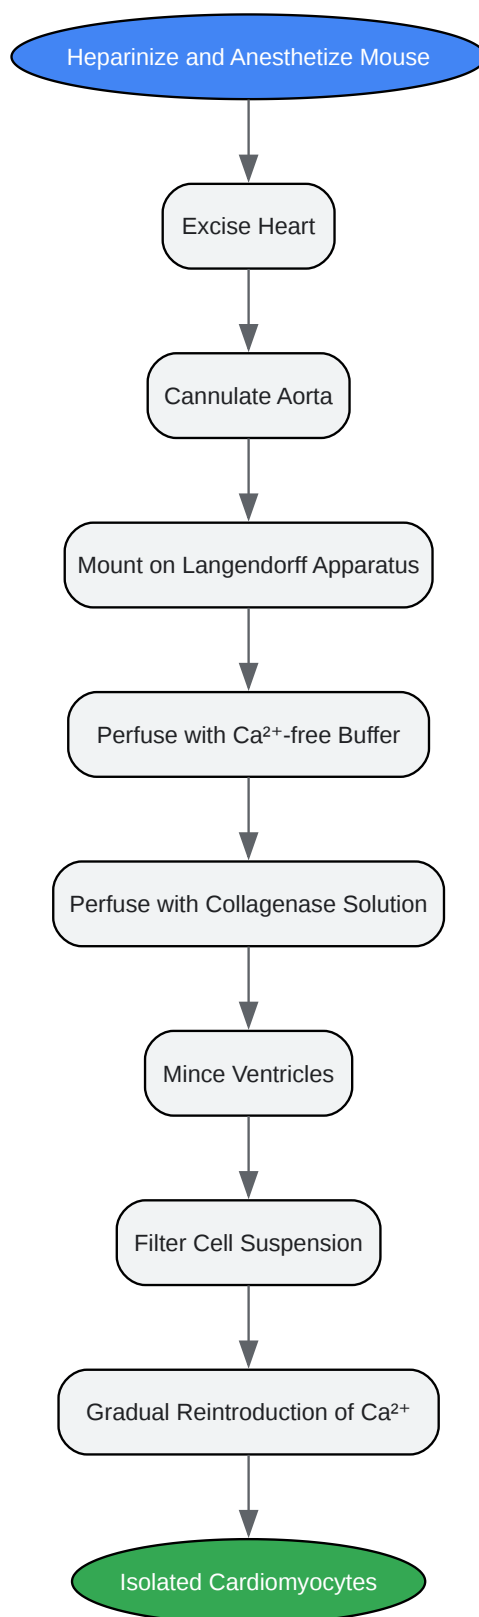 Heparinize and Anesthetize Mouse
Excise Heart
Cannulate Aorta
Mount on Langendorff Apparatus
Perfuse with Ca²⁺-free Buffer
Perfuse with Collagenase Solution
Mince Ventricles
Filter Cell Suspension
Gradual Reintroduction of Ca²⁺
Isolated Cardiomyocytes